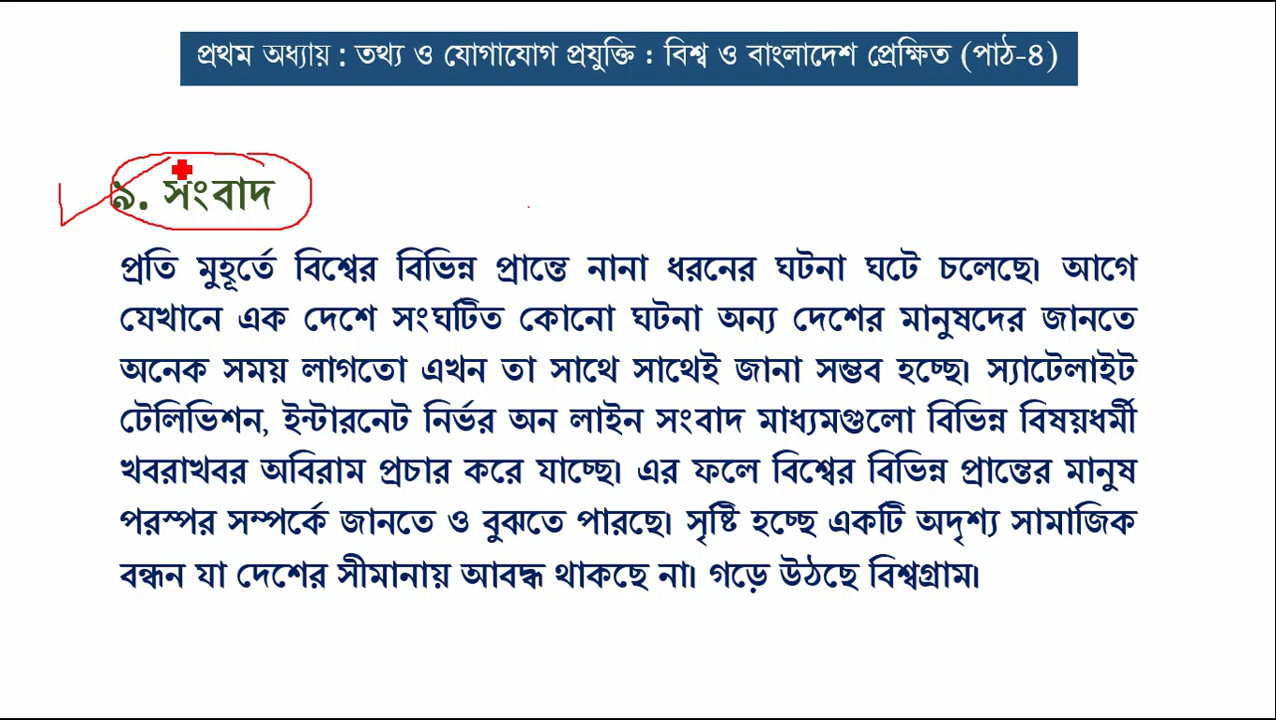 প্রথম অধ্যায় : তথ্য ও যোগাযোগ প্রযুক্তি : বিশ্ব ও বাংলাদেশ প্রেক্ষিত (পাঠ-৪)
৯. সংবাদ
প্রতি মুহূর্তে বিশ্বের বিভিন্ন প্রান্তে নানা ধরনের ঘটনা ঘটে চলেছে। আগে
যেখানে এক দেশে সংঘটিত কোনো ঘটনা অন্য দেশের মানুষদের জানতে
অনেক সময় লাগতো এখন তা সাথে সাথেই জানা সম্ভব হচ্ছে। স্যাটেলাইট
টেলিভিশন, ইন্টারনেট নির্ভর অন লাইন সংবাদ মাধ্যমগুলো বিভিন্ন বিষয়ধর্মী
খবরাখবর অবিরাম প্রচার করে যাচ্ছে। এর ফলে বিশ্বের বিভিন্ন প্রান্তের মানুষ
পরস্পর সম্পর্কে জানতে ও বুঝতে পারছে। সৃষ্টি হচ্ছে একটি অদৃশ্য সামাজিক
বন্ধন যা দেশের সীমানায় আবদ্ধ থাকছে না। গড়ে উঠছে বিশ্বগ্রাম।